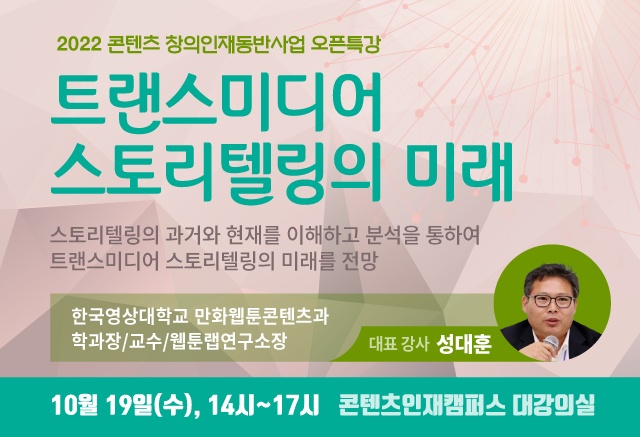 2022 콘텐츠 창의인재동반사업 오픈특강
트랜스미디어
스토리텔링의 미래
스토리텔링의 과거와 현재를 이해하고 분석을 통하여
트랜스미디어 스토리텔링의 미래를 전망
한국영상대학교 만화웹툰콘텐츠과
학과장/교수/웹툰랩연구소장
대표 강사 성대훈
10월 19일(수), 14시~17시 콘텐츠인재캠퍼스 대강의실